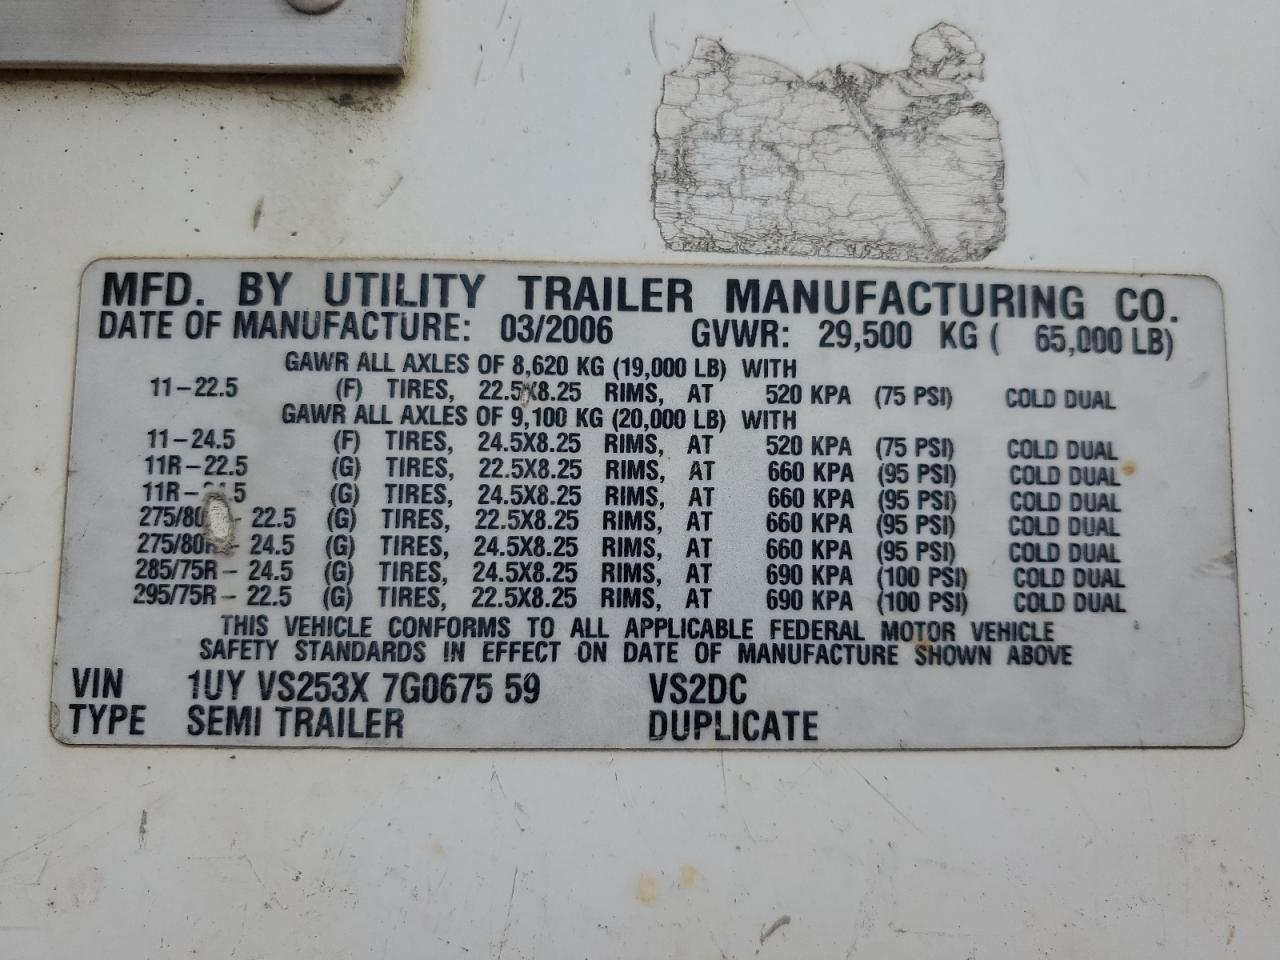 MFD. BY UTILITY TRAILER MANUFACTURING CO.
DATE OF MANUFACTURE: 03/2006 GVWR: 29,500 KG ( 65,000 LB)
GAWR ALL AXLES OF 8,620 KG (19,000 LB) WITH
11-22.5 (F) TIRES, 22.5X8.25 RIMS, AT 520 KPA (75 PSI) COLD DUAL
GAWR ALL AXLES OF 9,100 KG (20,000 LB) WITH
11-24.5 (F) TIRES, 24.5X8.25 RIMS, AT 520 KPA (75 PSI) COLD DUAL
11R-22.5 (G) TIRES, 22.5X8.25 RIMS, AT 660 KPA (95 PSI) COLD DUAL
11R-24.5 (G) TIRES, 24.5X8.25 RIMS, AT 660 KPA (95 PSI) COLD DUAL
275/80R- 22.5 (G) TIRES, 22.5X8.25 RIMS, AT 660 KPA (95 PSI) COLD DUAL
275/80R- 24.5 (G) TIRES, 24.5X8.25 RIMS, AT 660 KPA (95 PSI) COLD DUAL
285/75R- 24.5 (G) TIRES, 24.5X8.25 RIMS, AT 690 KPA (100 PSI) COLD DUAL
295/75R- 22.5 (G) TIRES, 22.5X8.25 RIMS, AT 690 KPA (100 PSI) COLD DUAL
THIS VEHICLE CONFORMS TO ALL APPLICABLE FEDERAL MOTOR VEHICLE
SAFETY STANDARDS IN EFFECT ON DATE OF MANUFACTURE SHOWN ABOVE
VIN 1UY VS253X 7G0675 59 VS2DC
TYPE SEMI TRAILER DUPLICATE